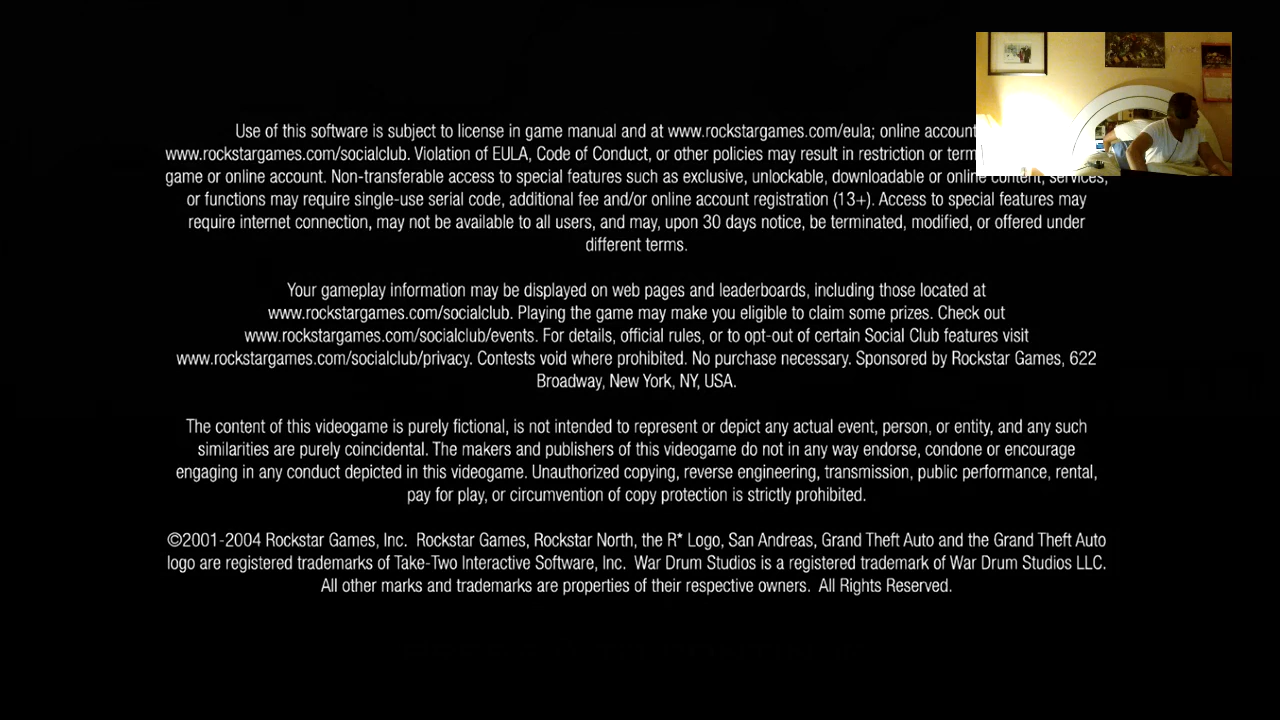 Use of this software is subject to license in game manual and at www.rockstargames.com/eula; online account
www.rockstargames.com/socialclub. Violation of EULA, Code of Conduct, or other policies may result in restriction or
game or online account. Non-transferable access to special features such as exclusive, unlockable, downloadable or online content, services,
or functions may require single-use serial code, additional fee and/or online account registration (13+). Access to special features may
require internet connection, may not be available to all users, and may, upon 30 days notice, be terminated, modified, or offered under
different terms.
Your gameplay information may be displayed on web pages and leaderboards, including those located at
www.rockstargames.com/socialclub. Playing the game may make you eligible to claim some prizes. Check out
www.rockstargames.com/socialclub/events. For details, official rules, or to opt-out of certain Social Club features visit
www.rockstargames.com/socialclub/privacy. Contests void where prohibited. No purchase necessary. Sponsored by Rockstar Games, 622
Broadway, New York, NY, USA.
The content of this videogame is purely fictional, is not intended to represent or depict any actual event, person, or entity, and any such
similarities are purely coincidental. The makers and publishers of this videogame do not in any way endorse, condone or encourage
engaging in any conduct depicted in this videogame. Unauthorized copying, reverse engineering, transmission, public performance, rental,
pay for play, or circumvention of copy protection is strictly prohibited.
©2001-2004 Rockstar Games, Inc. Rockstar Games, Rockstar North, the R* Logo, San Andreas, Grand Theft Auto and the Grand Theft Auto
logo are registered trademarks of Take-Two Interactive Software, Inc. War Drum Studios is a registered trademark of War Drum Studios LLC.
All other marks and trademarks are properties of their respective owners. All Rights Reserved.